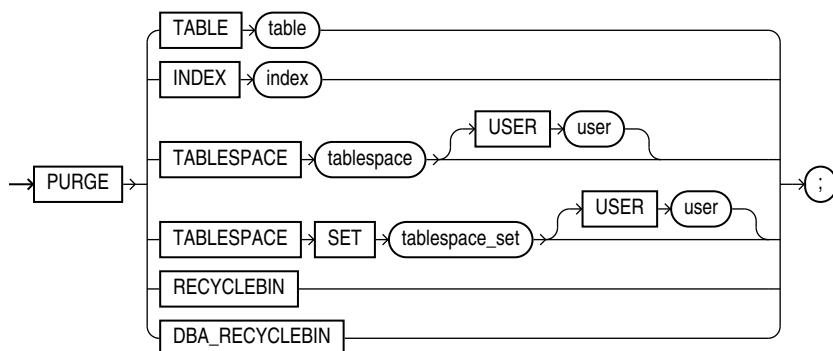 TABLE table
INDEX index
USER user
TABLESPACE tablespace
PURGE ;
USER user
TABLESPACE SET tablespace_set
RECYCLEBIN
DBA_RECYCLEBIN